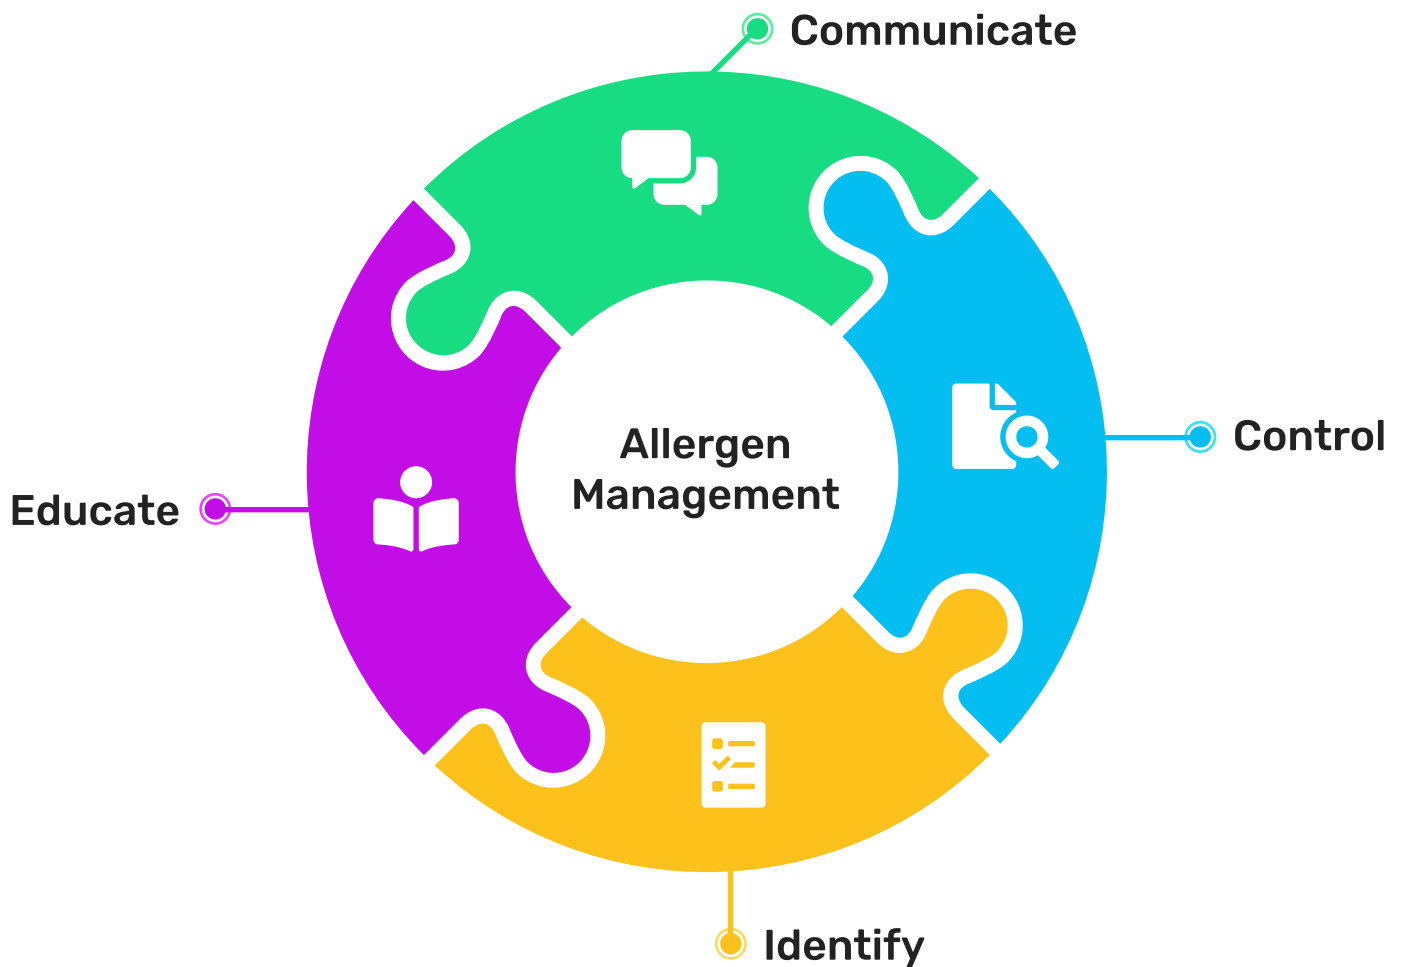 Communicate
Control
Allergen
Management
Educate
Identify